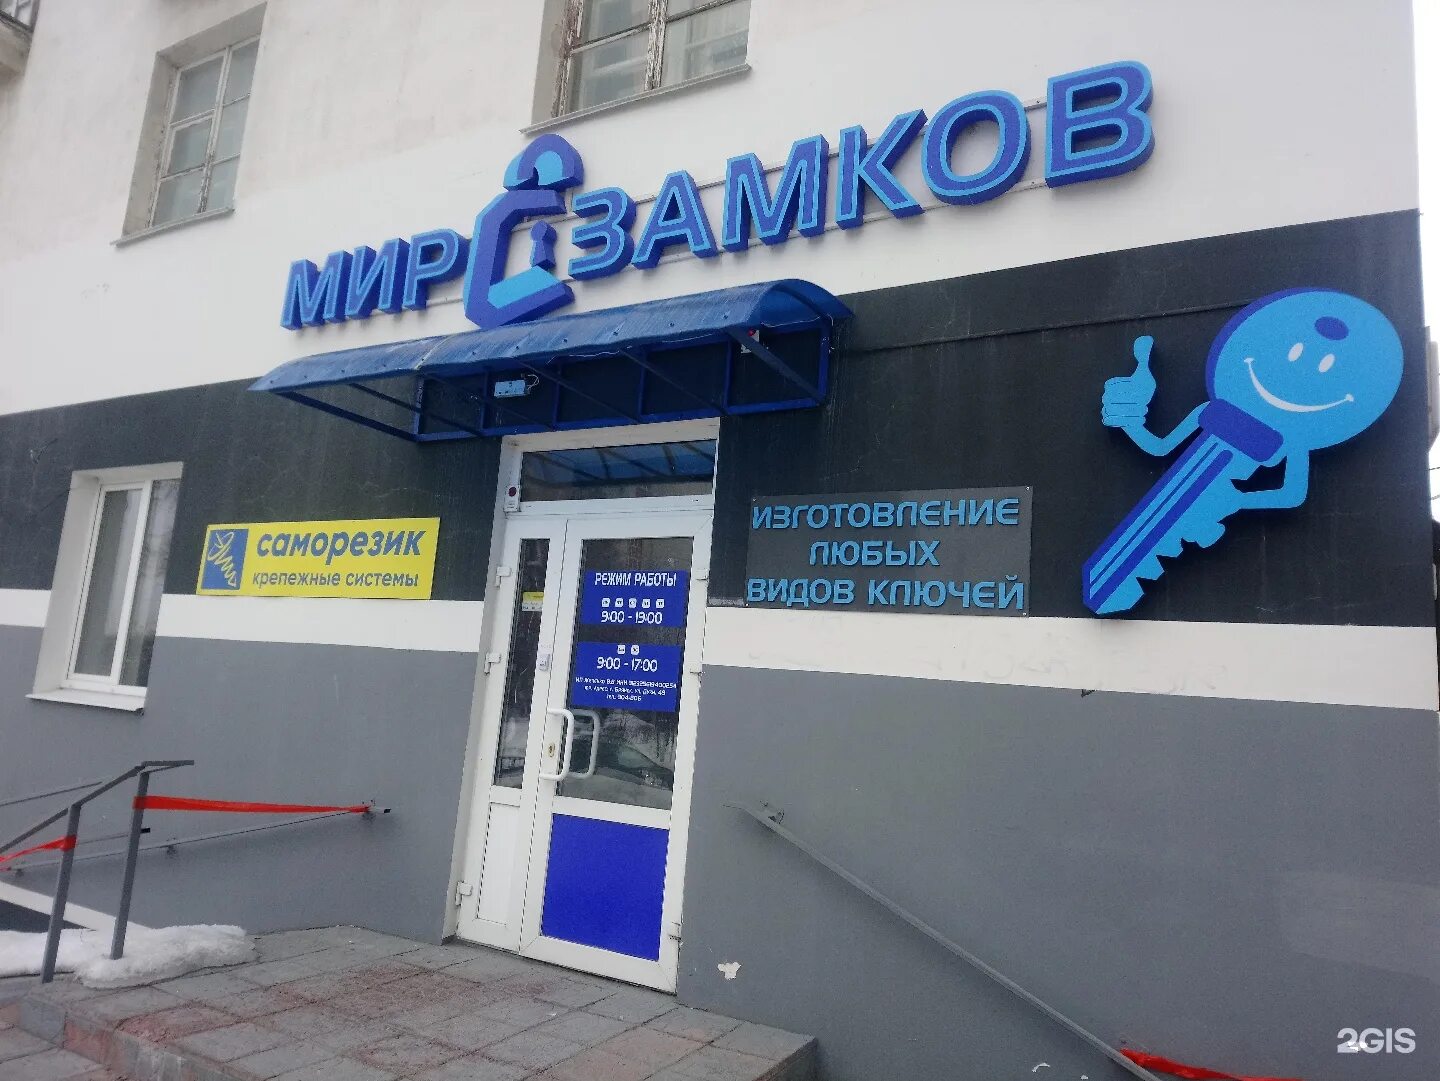 МИР ЗАМКОВ
саморезик
крепежные системы
ИЗГОТОВЛЕНИЕ
ЛЮБЫХ
ВИДОВ КЛЮЧЕЙ
РЕЖИМ РАБОТЫ
9:00 - 19:00
9:00 - 17:00
2GIS